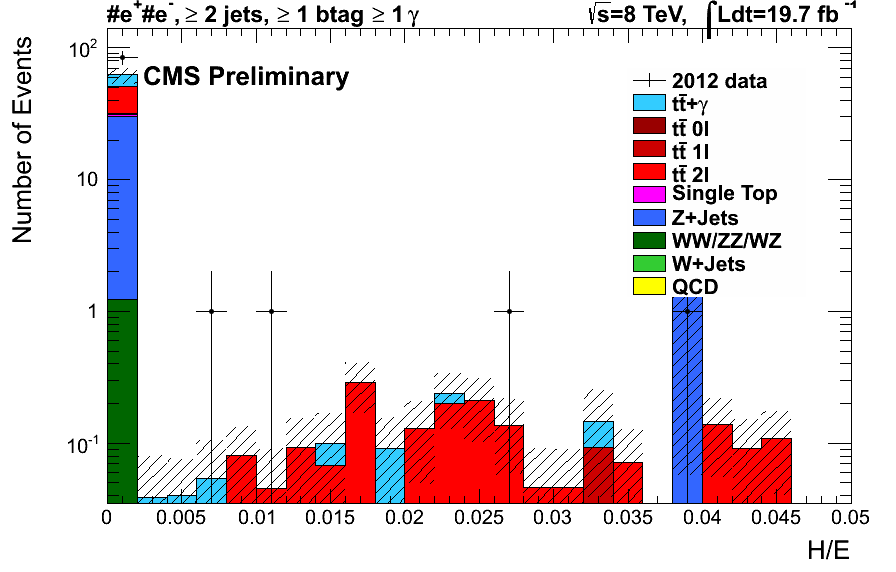 #e⁺#e⁻, ≥ 2 jets, ≥ 1 btag ≥ 1 γ
√s=8 TeV, ∫Ldt=19.7 fb⁻¹
CMS Preliminary
Number of Events
10²
10
1
10⁻¹
2012 data
tt̄+γ
tt̄ 0l
tt̄ 1l
tt̄ 2l
Single Top
Z+Jets
WW/ZZ/WZ
W+Jets
QCD
0 0.005 0.01 0.015 0.02 0.025 0.03 0.035 0.04 0.045 0.05
H/E